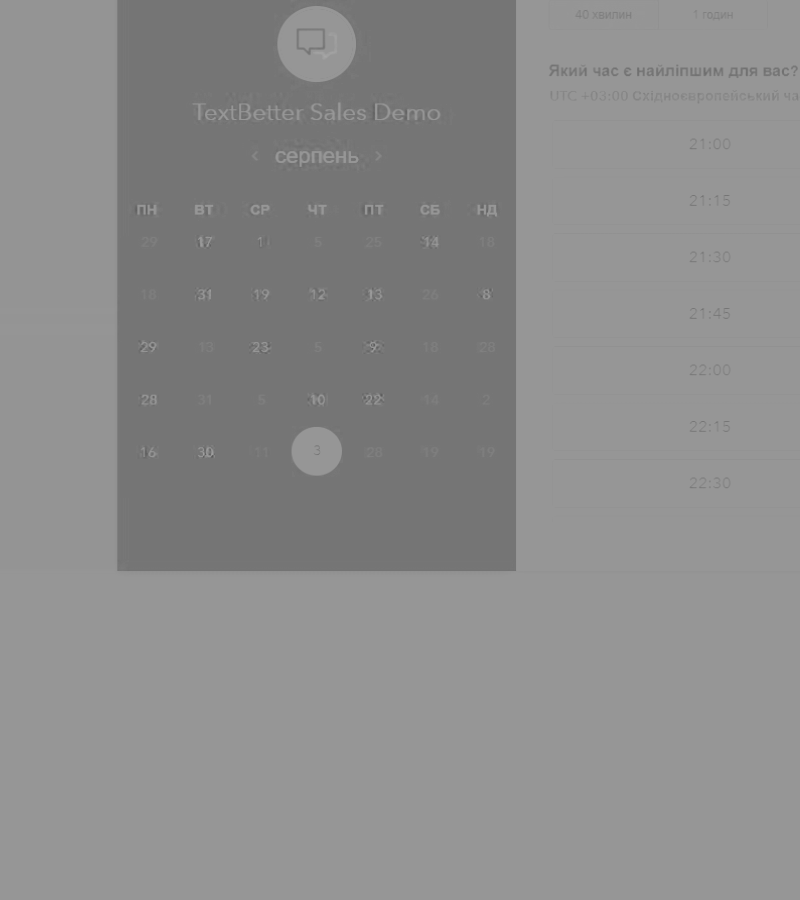 TextBetter Sales Demo
‹ серпень ›
ПН ВТ СР ЧТ ПТ СБ НД
29 17 1 5 25 14 18
18 31 19 12 13 26 8
29 13 23 5 9 18 28
28 31 5 10 22 14 2
16 30 11 3 28 19 19
40 хвилин 1 годин
Який час є найліпшим для вас?
UTC +03:00 Східноєвропейський ча
21:00
21:15
21:30
21:45
22:00
22:15
22:30